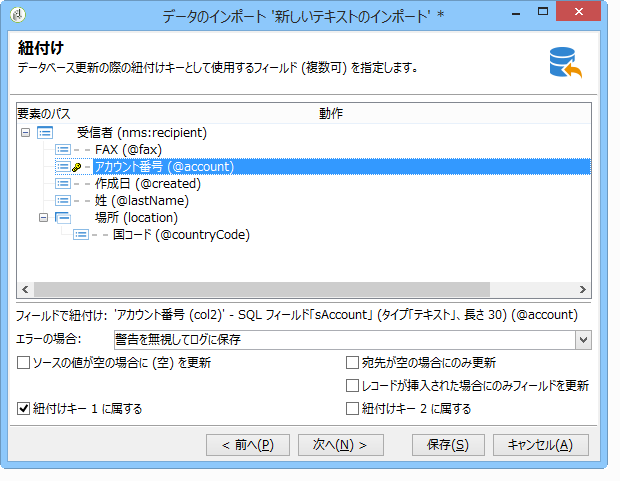 データのインポート '新しいテキストのインポート' *
紐付け
データベース更新の際の紐付けキーとして使用するフィールド (複数可) を指定します。
要素のパス 動作
受信者 (nms:recipient)
FAX (@fax)
アカウント番号 (@account)
作成日 (@created)
姓 (@lastName)
場所 (location)
国コード (@countryCode)
フィールドで紐付け: 'アカウント番号 (col2)' - SQL フィールド「sAccount」 (タイプ「テキスト」、長さ 30) (@account)
エラーの場合: 警告を無視してログに保存
ソースの値が空の場合に (空) を更新 宛先が空の場合にのみ更新
レコードが挿入された場合にのみフィールドを更新
紐付けキー 1 に属する 紐付けキー 2 に属する
< 前へ(P) 次へ(N) > 保存(S) キャンセル(A)